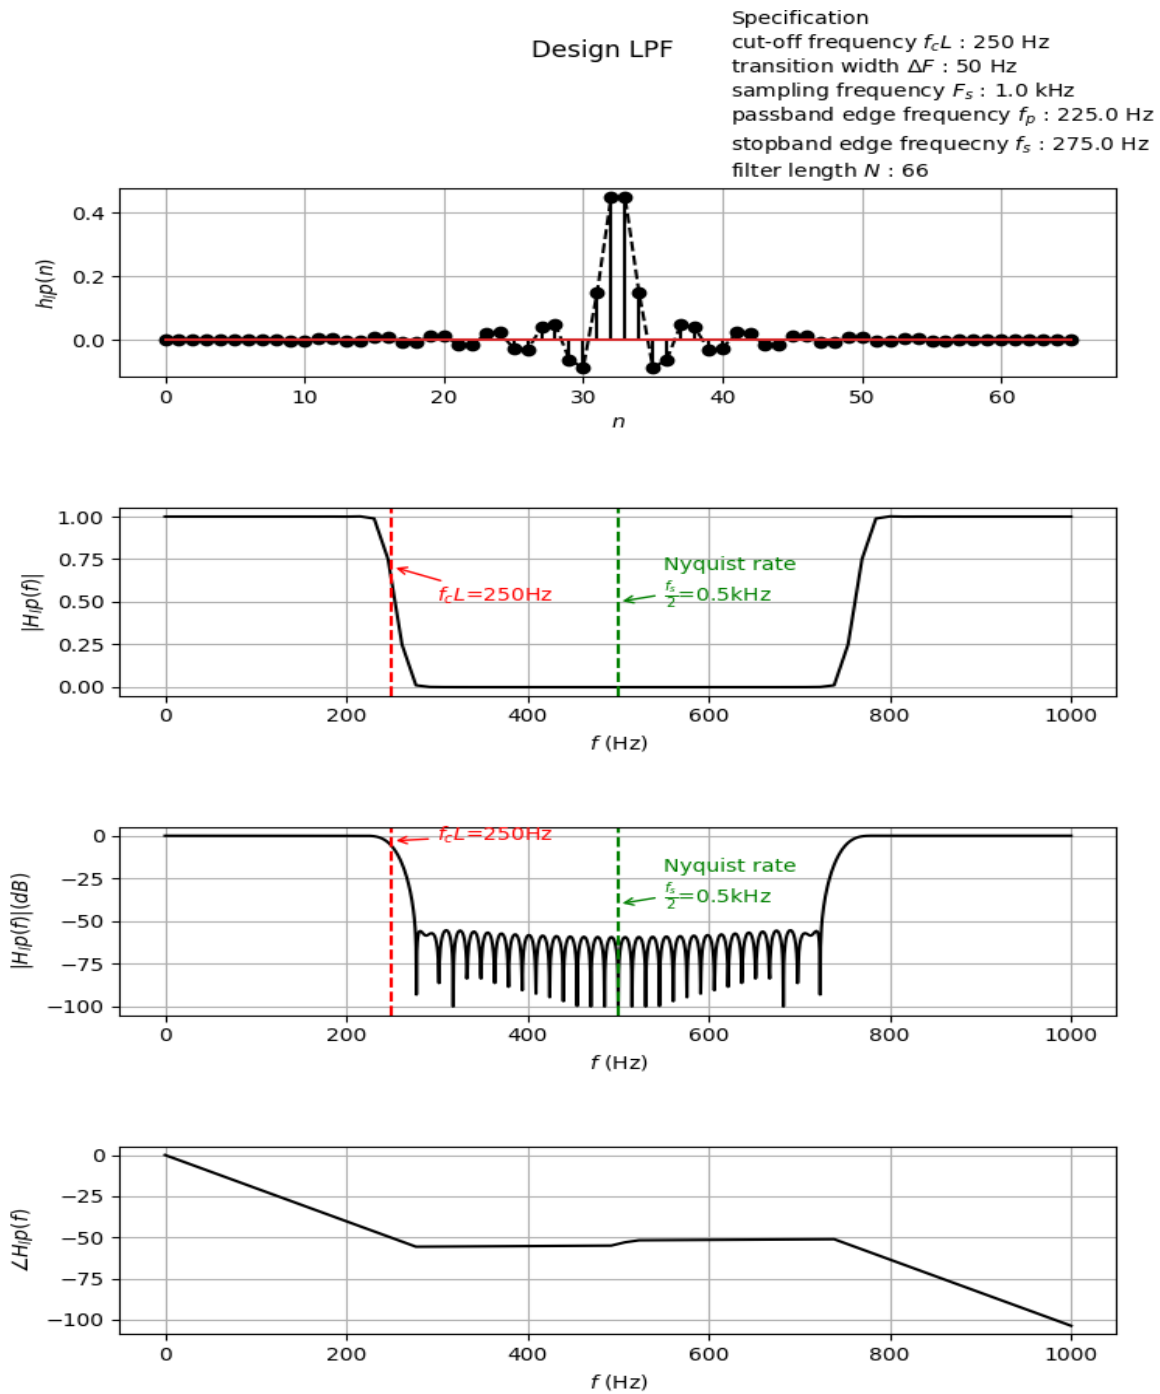 Design LPF
Specification
cut-off frequency f_cL : 250 Hz
transition width ΔF : 50 Hz
sampling frequency F_s : 1.0 kHz
passband edge frequency f_p : 225.0 Hz
stopband edge frequecny f_s : 275.0 Hz
filter length N : 66
h_lp(n)
0.4
0.2
0.0
0 10 20 30 40 50 60
n
|H_lp(f)|
1.00
0.75
0.50
0.25
0.00
f_cL=250Hz
Nyquist rate
f_s/2=0.5kHz
0 200 400 600 800 1000
f (Hz)
|H_lp(f)|(dB)
0
−25
−50
−75
−100
f_cL=250Hz
Nyquist rate
f_s/2=0.5kHz
0 200 400 600 800 1000
f (Hz)
∠H_lp(f)
0
−25
−50
−75
−100
0 200 400 600 800 1000
f (Hz)